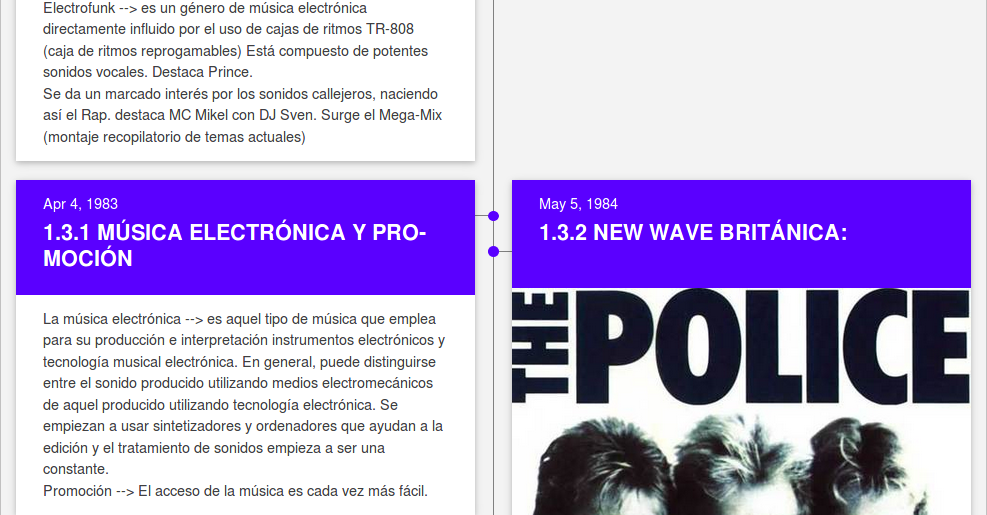 Electrofunk --> es un género de música electrónica
directamente influido por el uso de cajas de ritmos TR-808
(caja de ritmos reprogamables) Está compuesto de potentes
sonidos vocales. Destaca Prince.
Se da un marcado interés por los sonidos callejeros, naciendo
así el Rap. destaca MC Mikel con DJ Sven. Surge el Mega-Mix
(montaje recopilatorio de temas actuales)
Apr 4, 1983
1.3.1 MÚSICA ELECTRÓNICA Y PRO-
MOCIÓN
La música electrónica --> es aquel tipo de música que emplea
para su producción e interpretación instrumentos electrónicos y
tecnología musical electrónica. En general, puede distinguirse
entre el sonido producido utilizando medios electromecánicos
de aquel producido utilizando tecnología electrónica. Se
empiezan a usar sintetizadores y ordenadores que ayudan a la
edición y el tratamiento de sonidos empieza a ser una
constante.
Promoción --> El acceso de la música es cada vez más fácil.
May 5, 1984
1.3.2 NEW WAVE BRITÁNICA:
THE POLICE